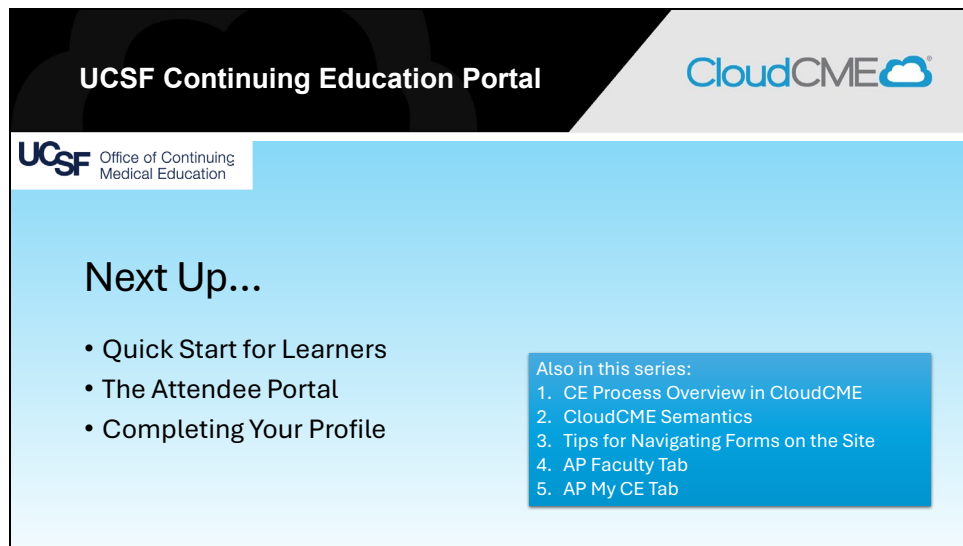 UCSF Continuing Education Portal
CloudCME®
UCSF Office of Continuing
Medical Education
Next Up...
• Quick Start for Learners
• The Attendee Portal
• Completing Your Profile
Also in this series:
1. CE Process Overview in CloudCME
2. CloudCME Semantics
3. Tips for Navigating Forms on the Site
4. AP Faculty Tab
5. AP My CE Tab